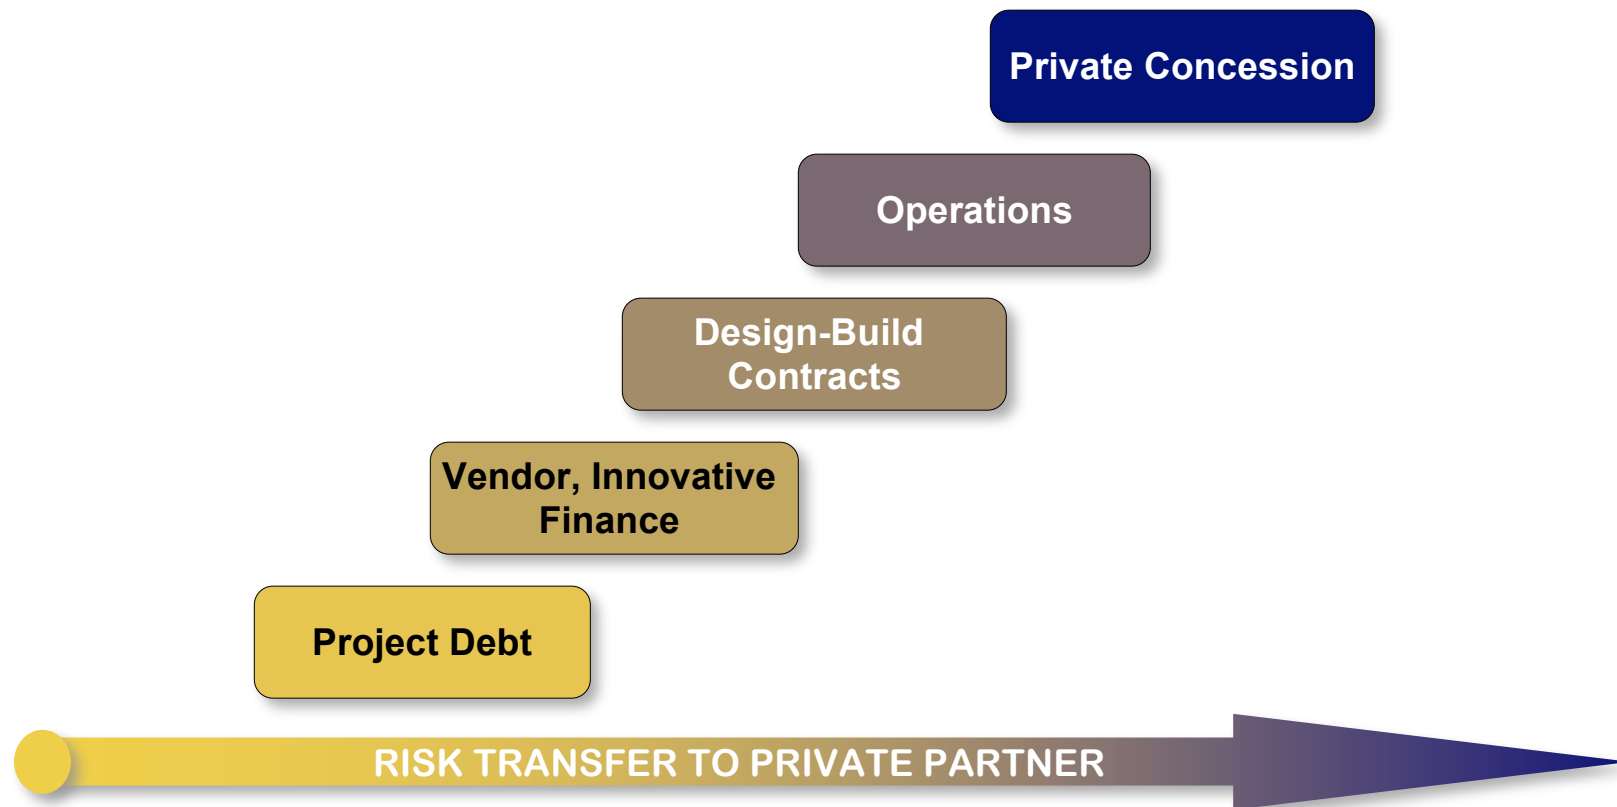 Private Concession
Operations
Design-Build
Contracts
Vendor, Innovative
Finance
Project Debt
RISK TRANSFER TO PRIVATE PARTNER